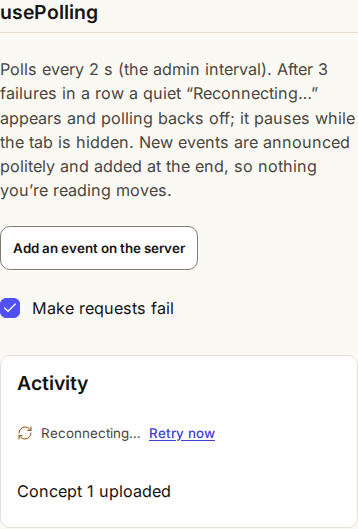 usePolling
Polls every 2 s (the admin interval). After 3
failures in a row a quiet “Reconnecting…”
appears and polling backs off; it pauses while
the tab is hidden. New events are announced
politely and added at the end, so nothing
you’re reading moves.
Add an event on the server
Make requests fail
Activity
Reconnecting… Retry now
Concept 1 uploaded